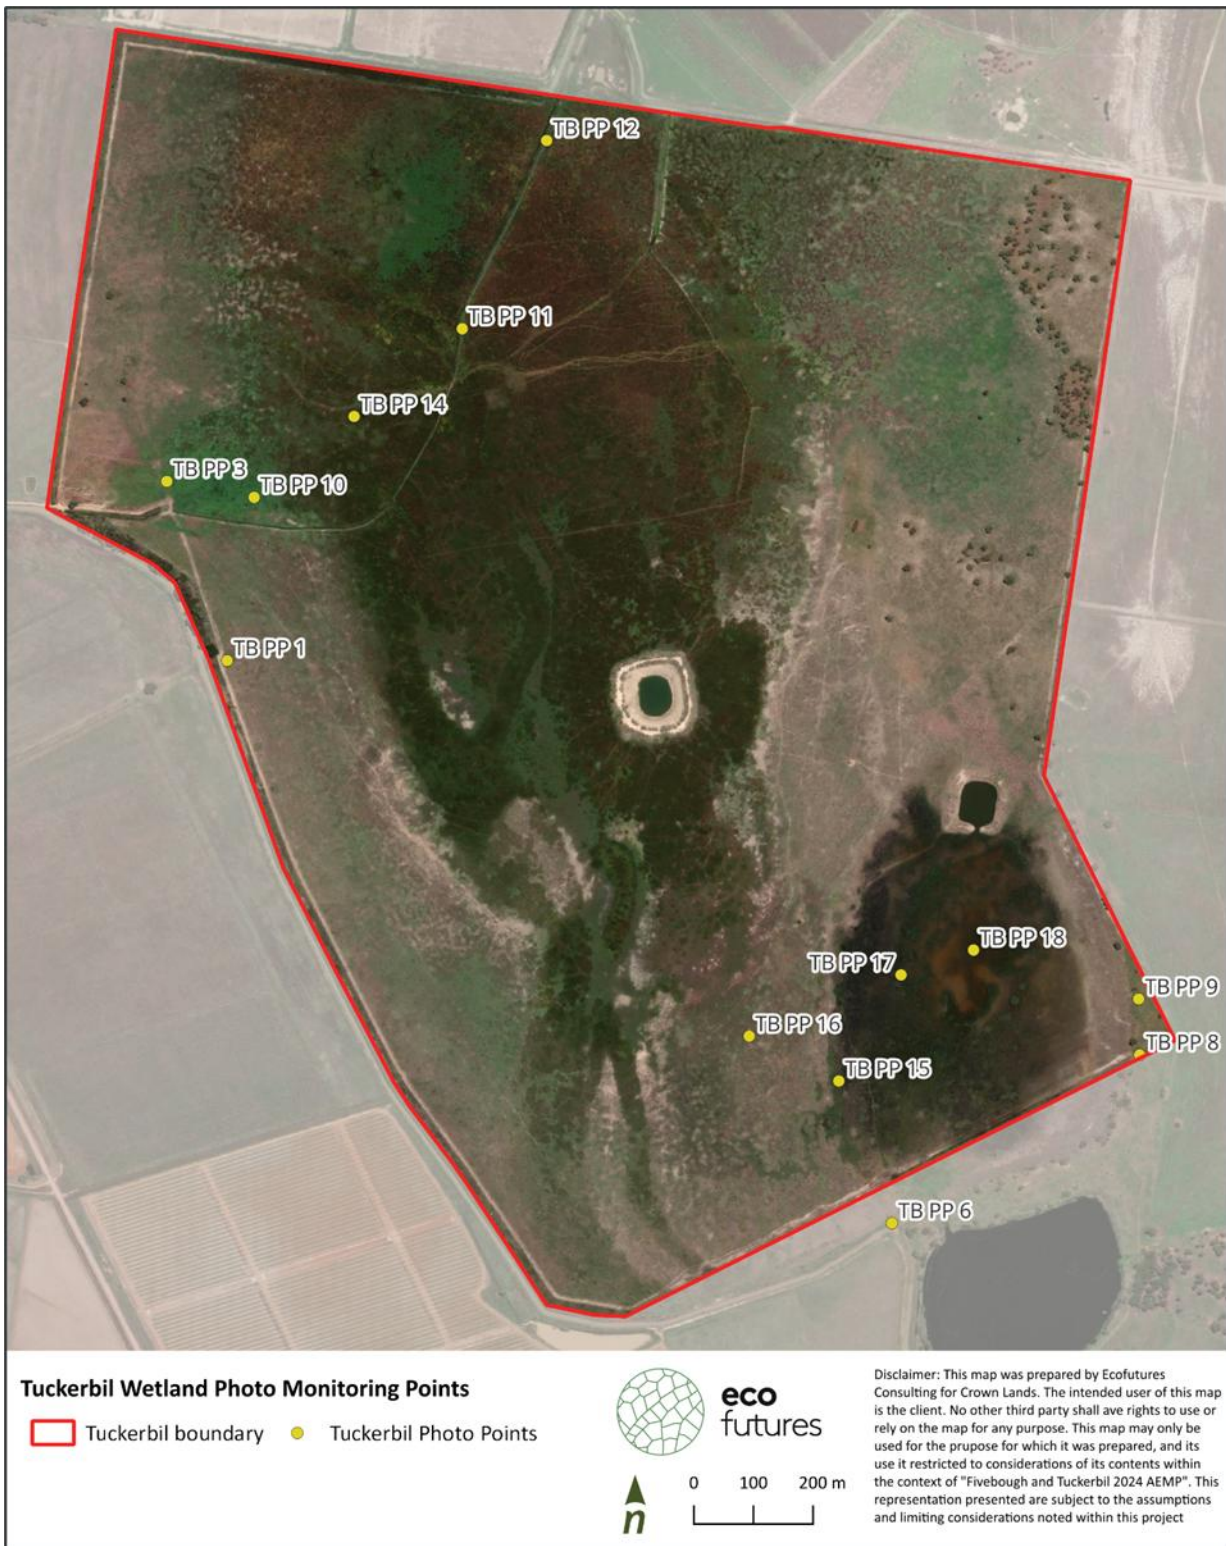 TB PP 12
TB PP 11
TB PP 14
TB PP 3
TB PP 10
TB PP 1
TB PP 18
TB PP 17
TB PP 9
TB PP 16
TB PP 8
TB PP 15
TB PP 6
Tuckerbil Wetland Photo Monitoring Points
Tuckerbil boundary
Tuckerbil Photo Points
eco
futures
n
0 100 200 m
Disclaimer: This map was prepared by Ecofutures
Consulting for Crown Lands. The intended user of this map
is the client. No other third party shall ave rights to use or
rely on the map for any purpose. This map may only be
used for the prupose for which it was prepared, and its
use it restricted to considerations of its contents within
the context of "Fivebough and Tuckerbil 2024 AEMP". This
representation presented are subject to the assumptions
and limiting considerations noted within this project